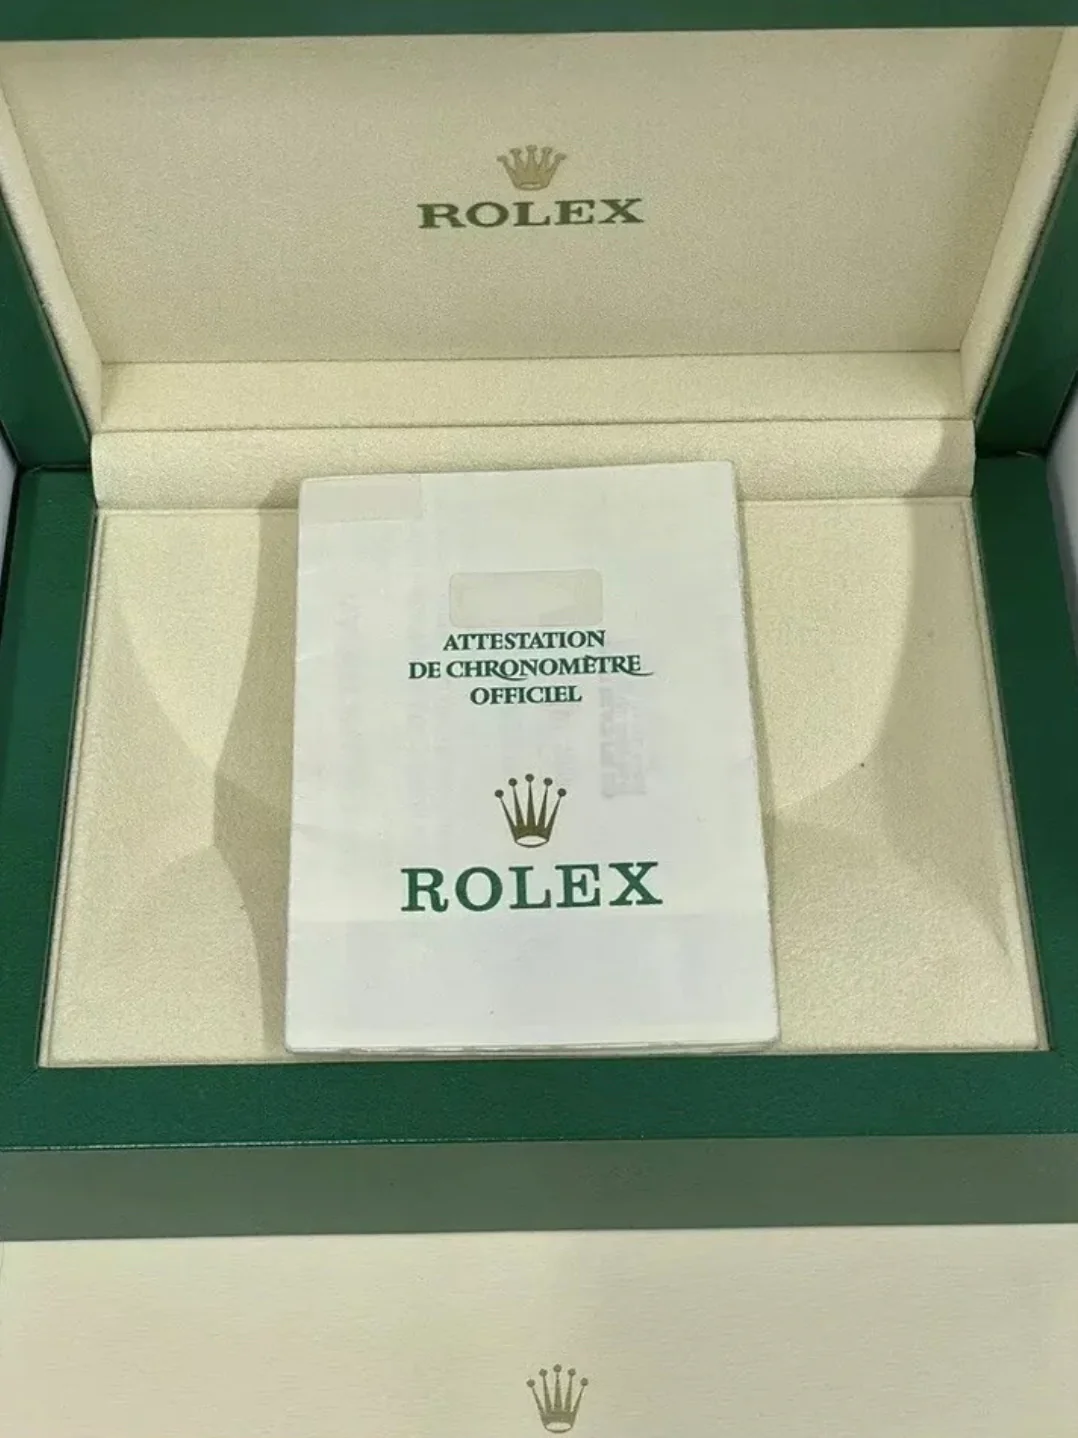 ROLEX
ATTESTATION
DE CHRONOMÈTRE
OFFICIEL
ROLEX